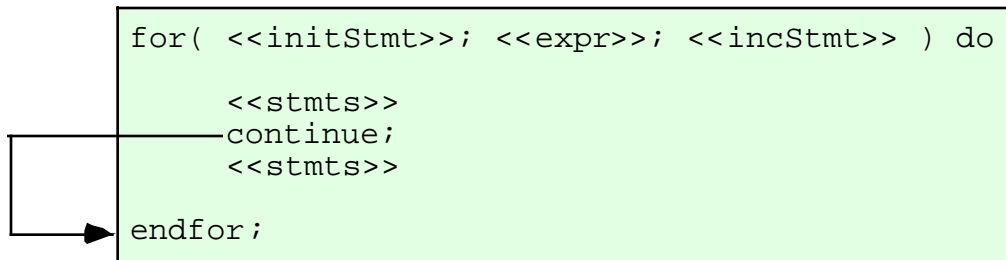 for( <<initStmt>>; <<expr>>; <<incStmt>> ) do
<<stmts>>
continue;
<<stmts>>
endfor;